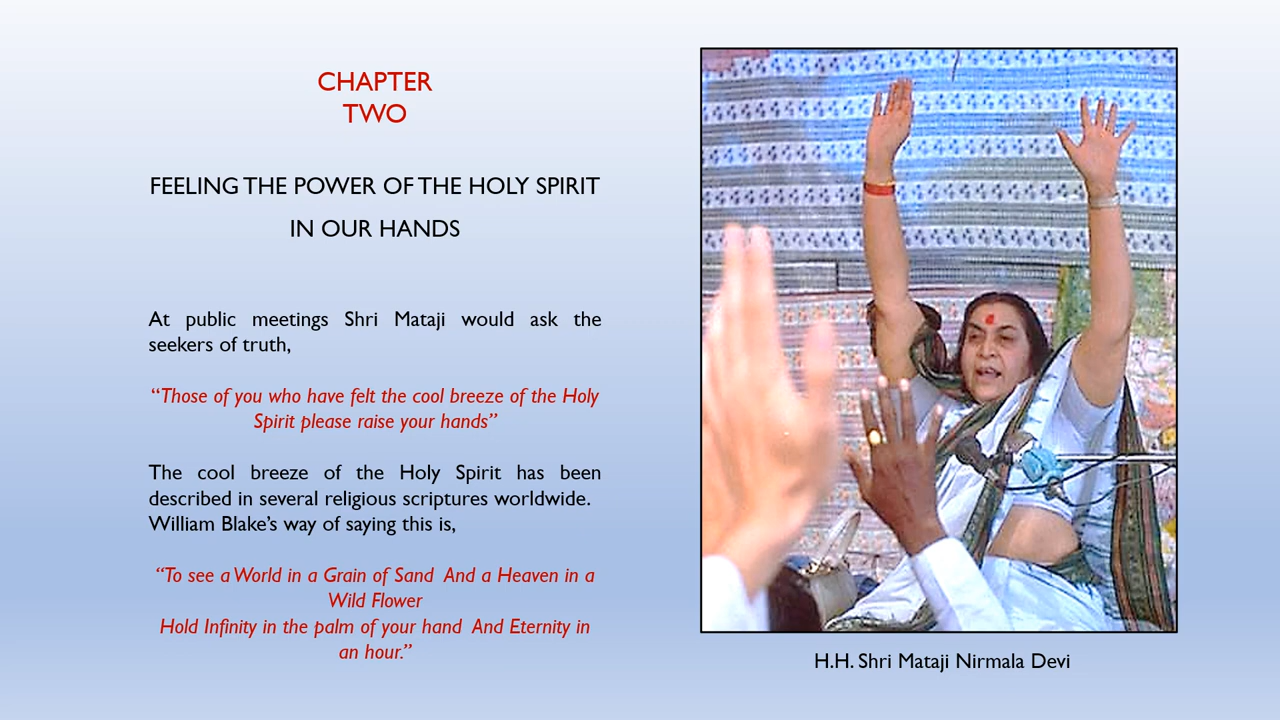 CHAPTER
TWO
FEELING THE POWER OF THE HOLY SPIRIT
IN OUR HANDS
At public meetings Shri Mataji would ask the
seekers of truth,
“Those of you who have felt the cool breeze of the Holy
Spirit please raise your hands”
The cool breeze of the Holy Spirit has been
described in several religious scriptures worldwide.
William Blake’s way of saying this is,
“To see a World in a Grain of Sand And a Heaven in a
Wild Flower
Hold Infinity in the palm of your hand And Eternity in
an hour.”
H.H. Shri Mataji Nirmala Devi